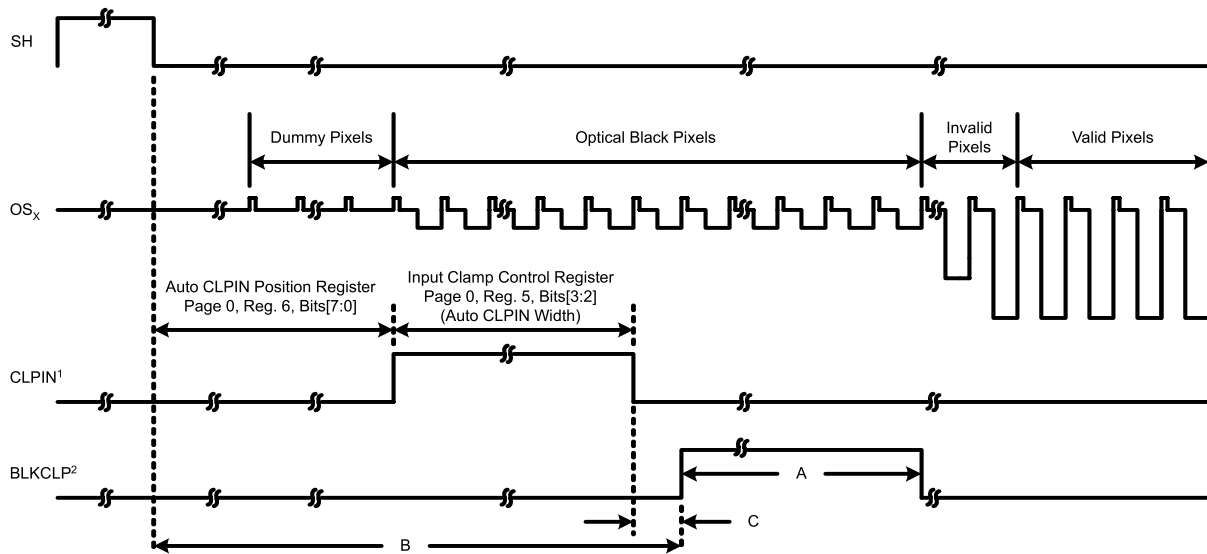 SH
Dummy Pixels
Optical Black Pixels
Invalid
Pixels
Valid Pixels
OSX
Auto CLPIN Position Register
Page 0, Reg. 6, Bits[7:0]
Input Clamp Control Register
Page 0, Reg. 5, Bits[3:2]
(Auto CLPIN Width)
CLPIN1
BLKCLP2
A
C
B